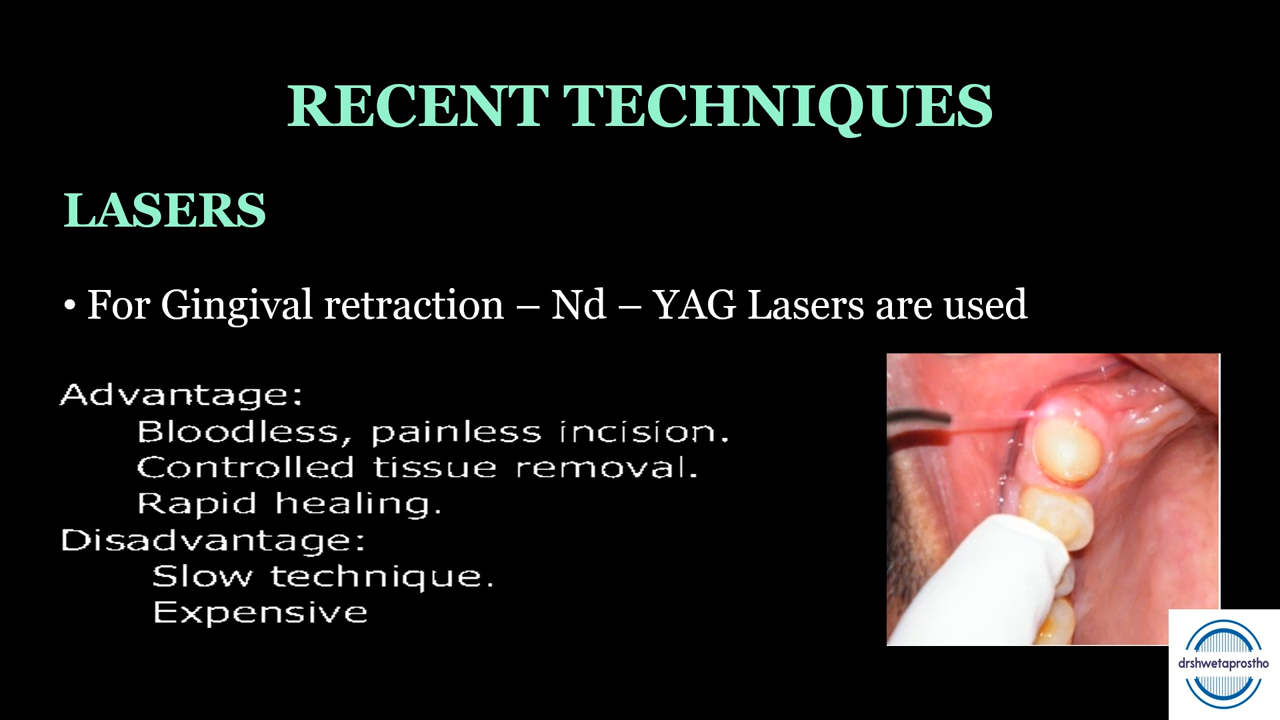 RECENT TECHNIQUES
LASERS
• For Gingival retraction – Nd – YAG Lasers are used
Advantage:
Bloodless, painless incision.
Controlled tissue removal.
Rapid healing.
Disadvantage:
Slow technique.
Expensive
drshwetaprostho